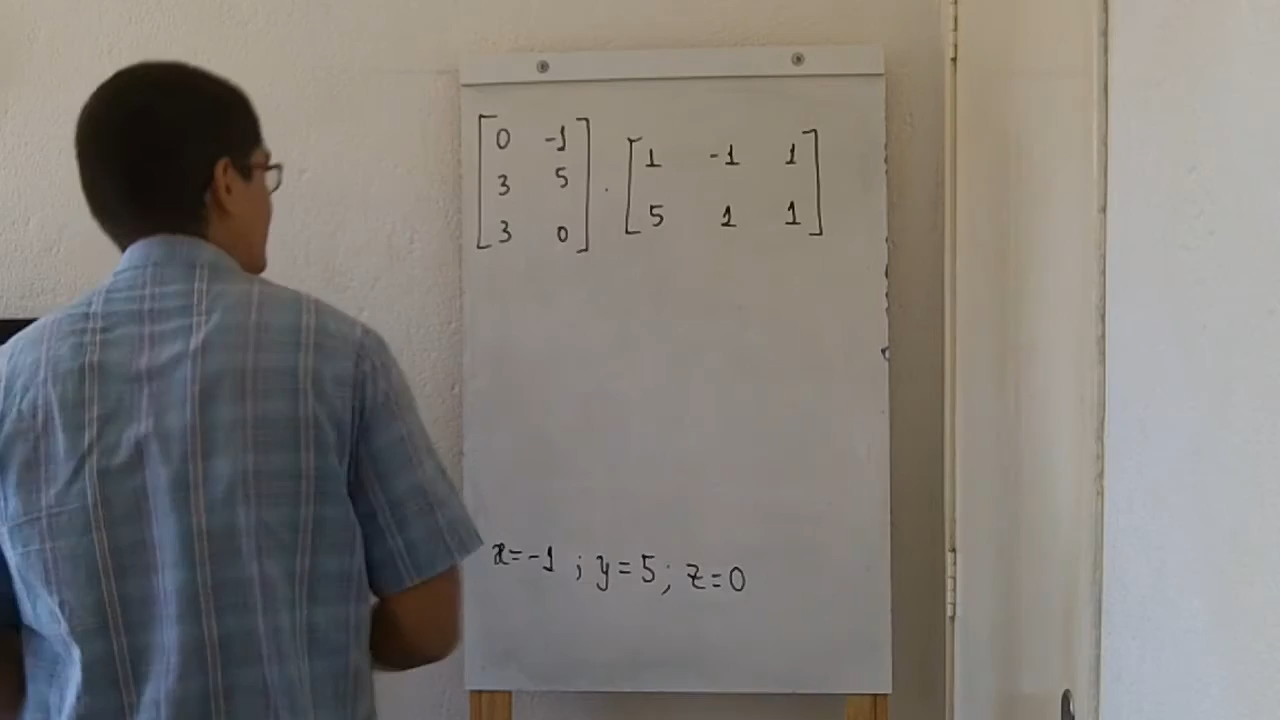 [0 -1] . [1 -1 1]
[3 5] [5 1 1]
[3 0]
x=-1 ; y=5; z=0